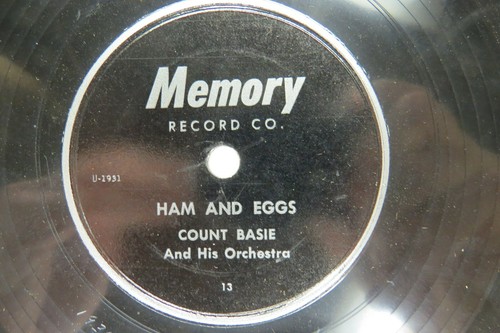 Memory
RECORD CO.
U-1931
HAM AND EGGS
COUNT BASIE
And His Orchestra
13